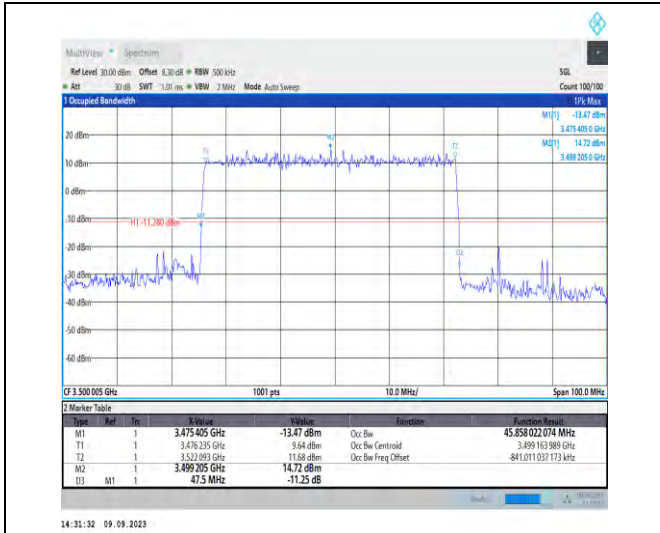 MultiView Spectrum
Ref Level 30.00 dBm Offset 8.30 dB RBW 500 kHz SGL
Att 30 dB SWT 1.01 ms VBW 2 MHz Mode Auto Sweep Count 100/100
1 Occupied Bandwidth 1Pk Max
M1[1] -13.47 dBm
3.475 405 0 GHz
20 dBm M2[1] 14.72 dBm
3.499 205 0 GHz
T1 M2 T2
10 dBm
0 dBm
-10 dBm M1
H1 -11.280 dBm
-20 dBm
D3
-30 dBm
-40 dBm
-50 dBm
-60 dBm
CF 3.500 005 GHz 1001 pts 10.0 MHz/ Span 100.0 MHz
2 Marker Table
Type Ref Trc X-Value Y-Value Function Function Result
M1 1 3.475 405 GHz -13.47 dBm Occ Bw 45.858 022 074 MHz
T1 1 3.476 235 GHz 9.64 dBm Occ Bw Centroid 3.499 163 989 GHz
T2 1 3.522 093 GHz 11.68 dBm Occ Bw Freq Offset -841.011 037 173 kHz
M2 1 3.499 205 GHz 14.72 dBm
D3 M1 1 47.5 MHz -11.25 dB
14:31:32 09.09.2023